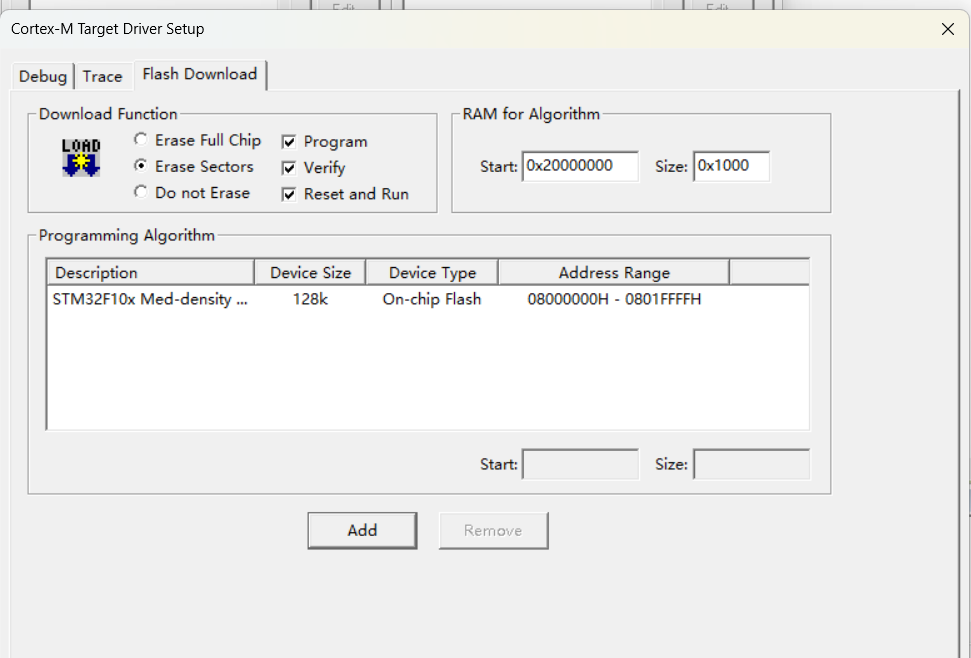 Cortex-M Target Driver Setup
Debug Trace Flash Download
Download Function
LOAD
Erase Full Chip
Erase Sectors
Do not Erase
Program
Verify
Reset and Run
RAM for Algorithm
Start: 0x20000000 Size: 0x1000
Programming Algorithm
Description Device Size Device Type Address Range
STM32F10x Med-density ... 128k On-chip Flash 08000000H - 0801FFFFH
Start: Size:
Add Remove